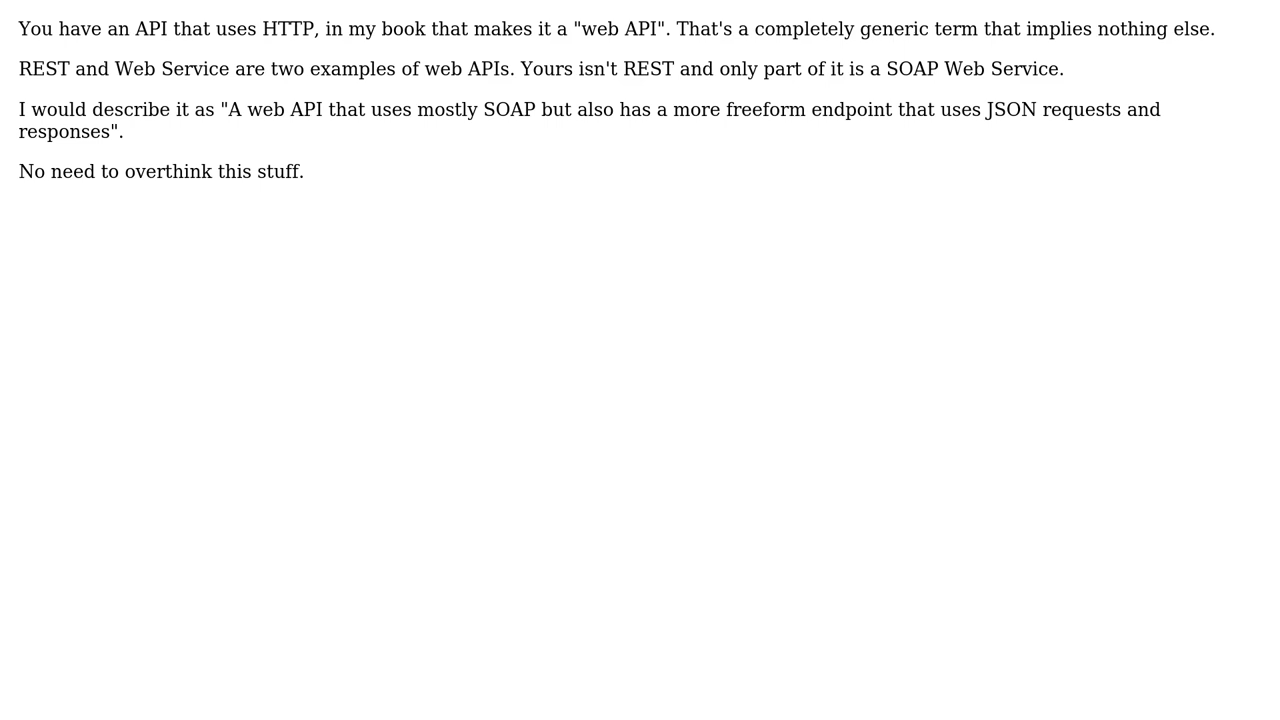 You have an API that uses HTTP, in my book that makes it a "web API". That's a completely generic term that implies nothing else.
REST and Web Service are two examples of web APIs. Yours isn't REST and only part of it is a SOAP Web Service.
I would describe it as "A web API that uses mostly SOAP but also has a more freeform endpoint that uses JSON requests and
responses".
No need to overthink this stuff.